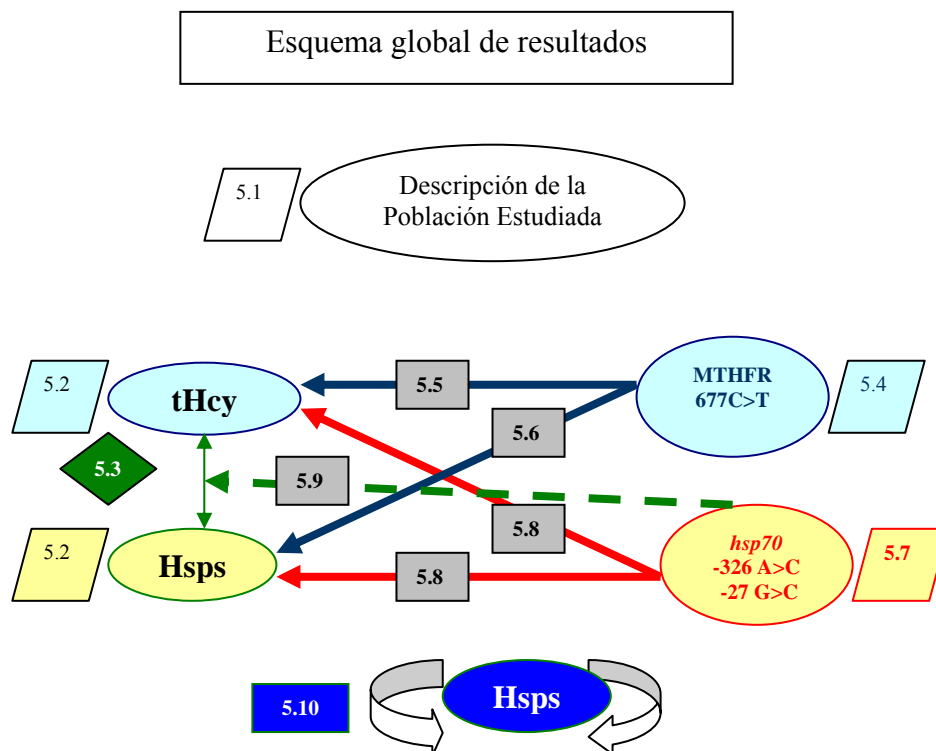 Esquema global de resultados
5.1
Descripción de la
Población Estudiada
5.2
tHcy
5.5
MTHFR
677C>T
5.4
5.6
5.3
5.9
5.2
Hsps
5.8
5.8
hsp70
-326 A>C
-27 G>C
5.7
5.10
Hsps